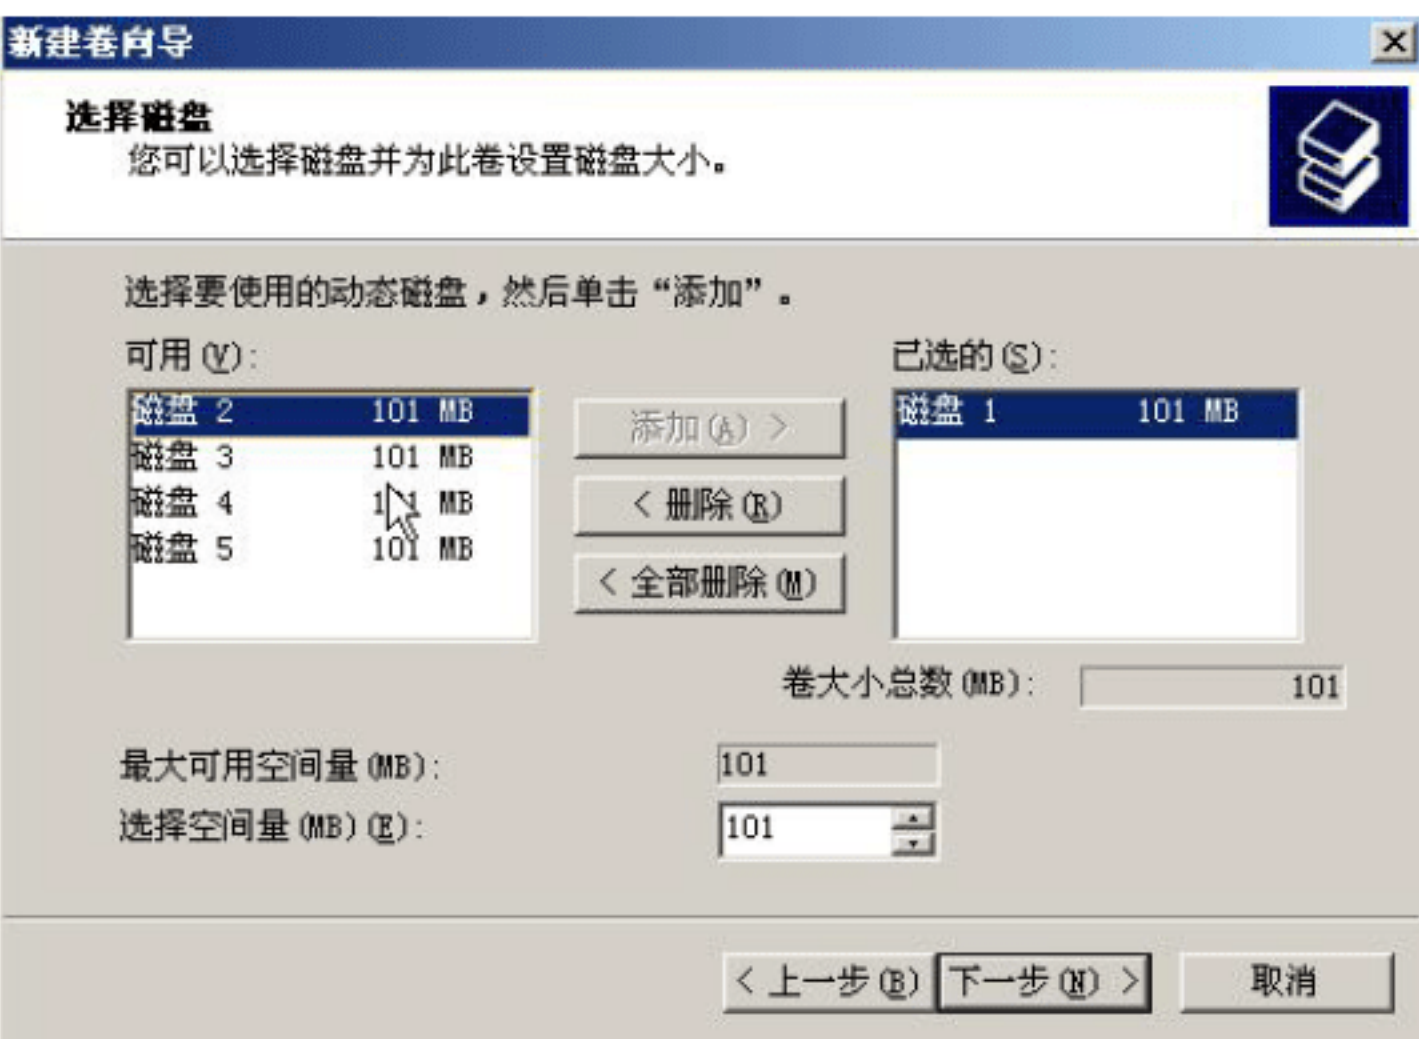 新建卷向导
选择磁盘
您可以选择磁盘并为此卷设置磁盘大小。
选择要使用的动态磁盘，然后单击“添加”。
可用(V):
已选的(S):
磁盘 2 101 MB
磁盘 3 101 MB
磁盘 4 MB
磁盘 5 101 MB
添加(A) >
< 删除(R)
< 全部删除(M)
磁盘 1 101 MB
卷大小总数(MB): 101
最大可用空间量(MB): 101
选择空间量(MB)(E): 101
< 上一步(B)
下一步(N) >
取消